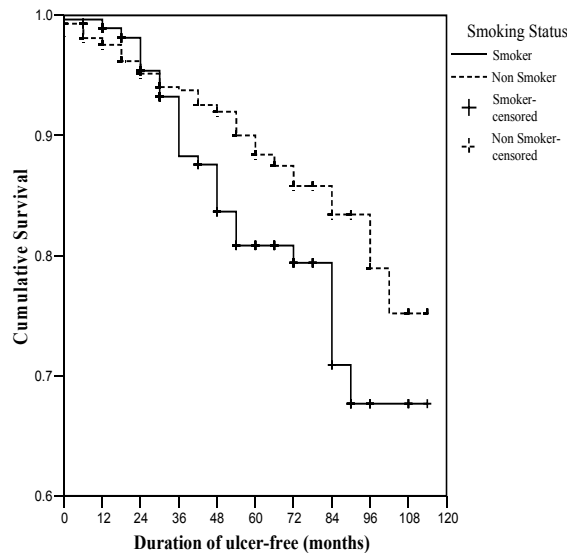 Smoking Status
Smoker
Non Smoker
Smoker-
censored
Non Smoker-
censored
Cumulative Survival
1.0
0.9
0.8
0.7
0.6
0 12 24 36 48 60 72 84 96 108 120
Duration of ulcer-free (months)